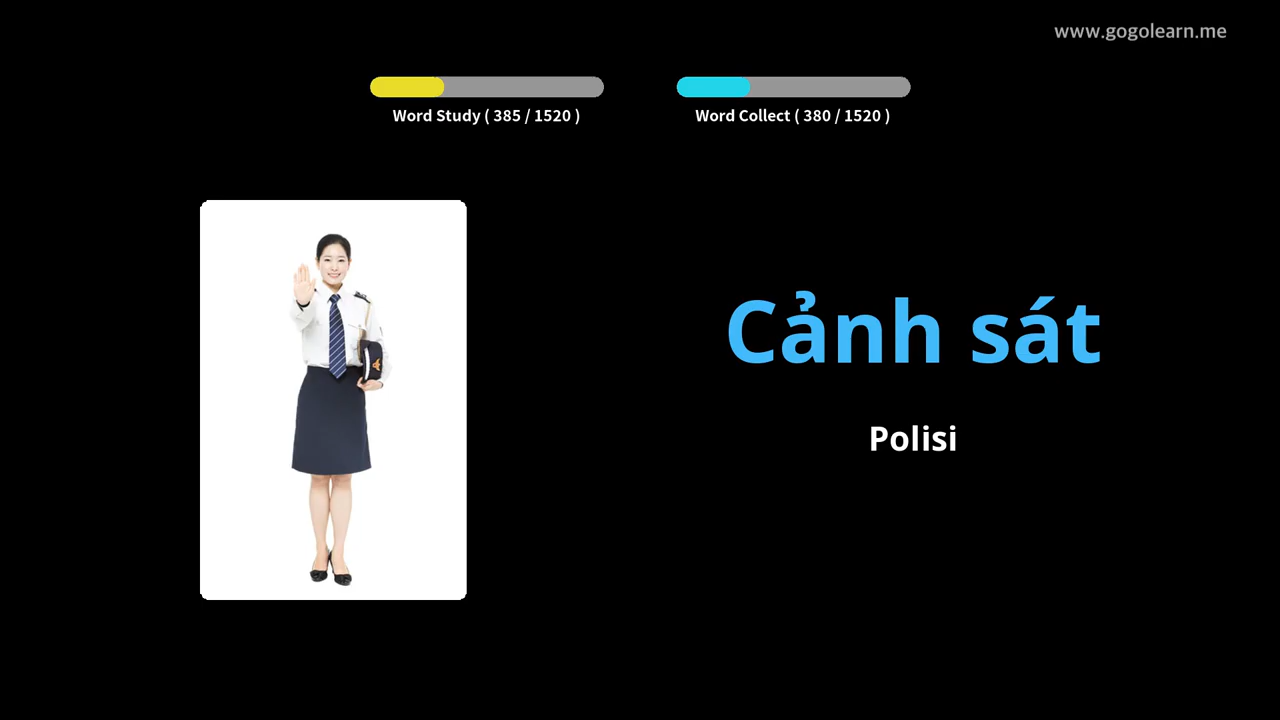 www.gogolearn.me
Word Study ( 385 / 1520 )
Word Collect ( 380 / 1520 )
Cảnh sát
Polisi